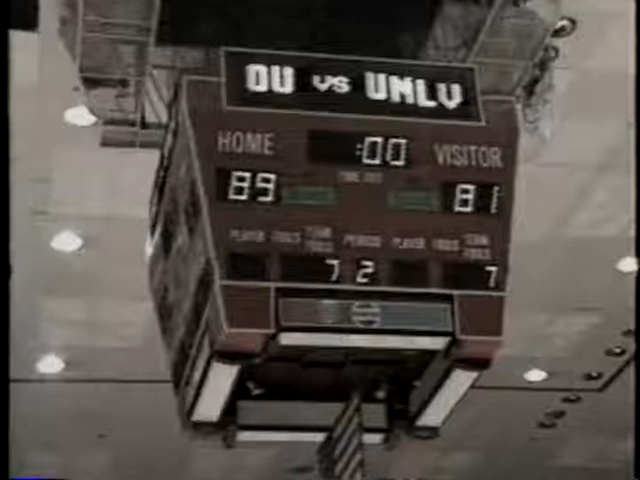 OU vs UNLV
HOME :00 VISITOR
TIME OUT
89 81
PLAYER FOULS TEAM FOULS PERIOD PLAYER FOULS TEAM FOULS
7 2 7